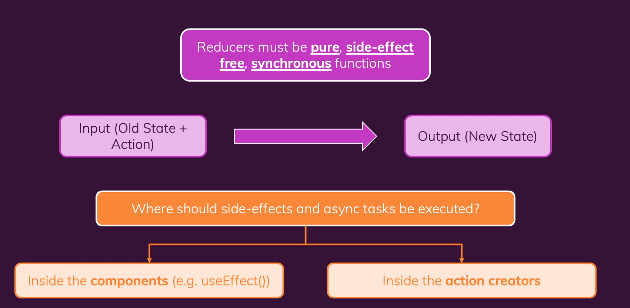 Reducers must be pure, side-effect
free, synchronous functions
Input (Old State +
Action)
Output (New State)
Where should side-effects and async tasks be executed?
Inside the components (e.g. useEffect())
Inside the action creators